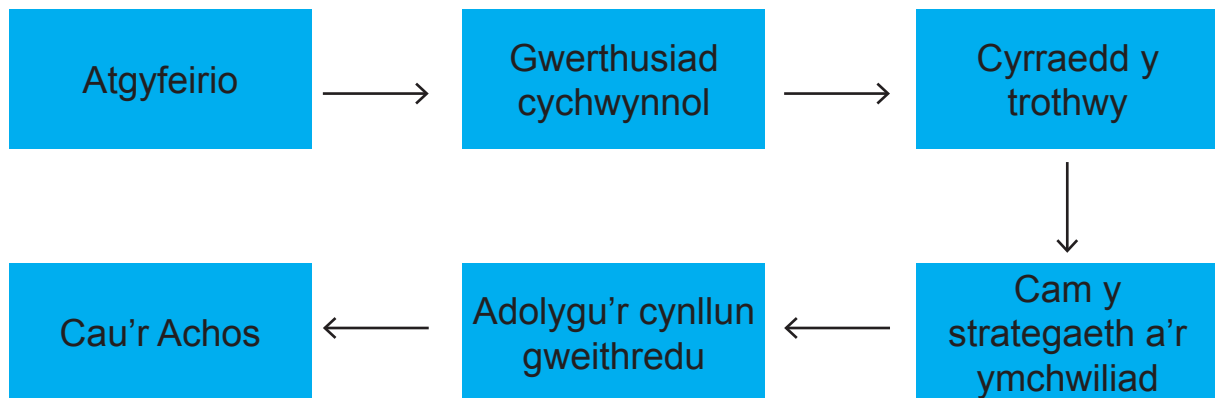 Atgyfeirio
Gwerthusiad
cychwynnol
Cyrraedd y
trothwy
Cam y
strategaeth a’r
ymchwiliad
Adolygu’r cynllun
gweithredu
Cau’r Achos